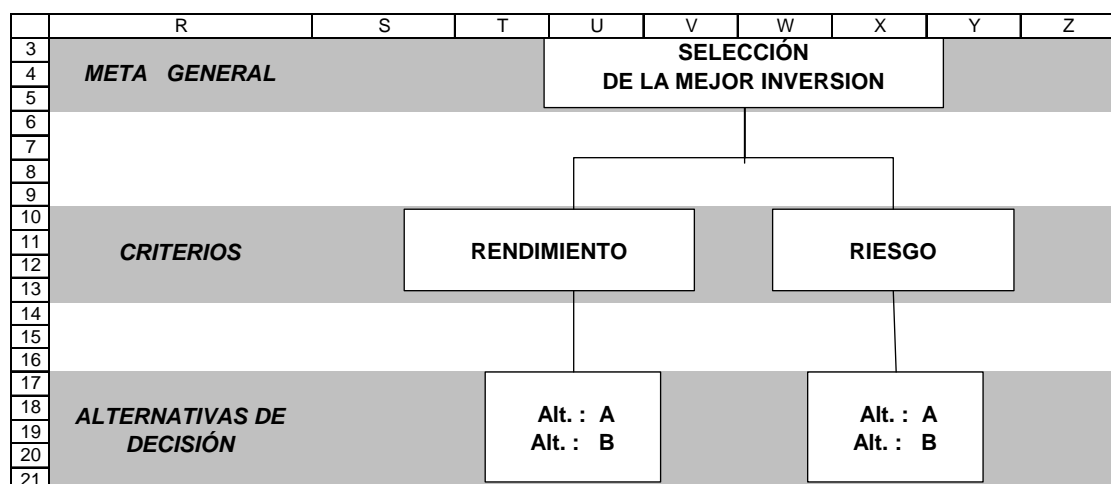 R S T U V W X Y Z
3 SELECCIÓN
4 META GENERAL DE LA MEJOR INVERSION
5
6
7
8
9
10
11 CRITERIOS RENDIMIENTO RIESGO
12
13
14
15
16
17
18 ALTERNATIVAS DE Alt. : A Alt. : A
19 DECISIÓN Alt. : B Alt. : B
20
21